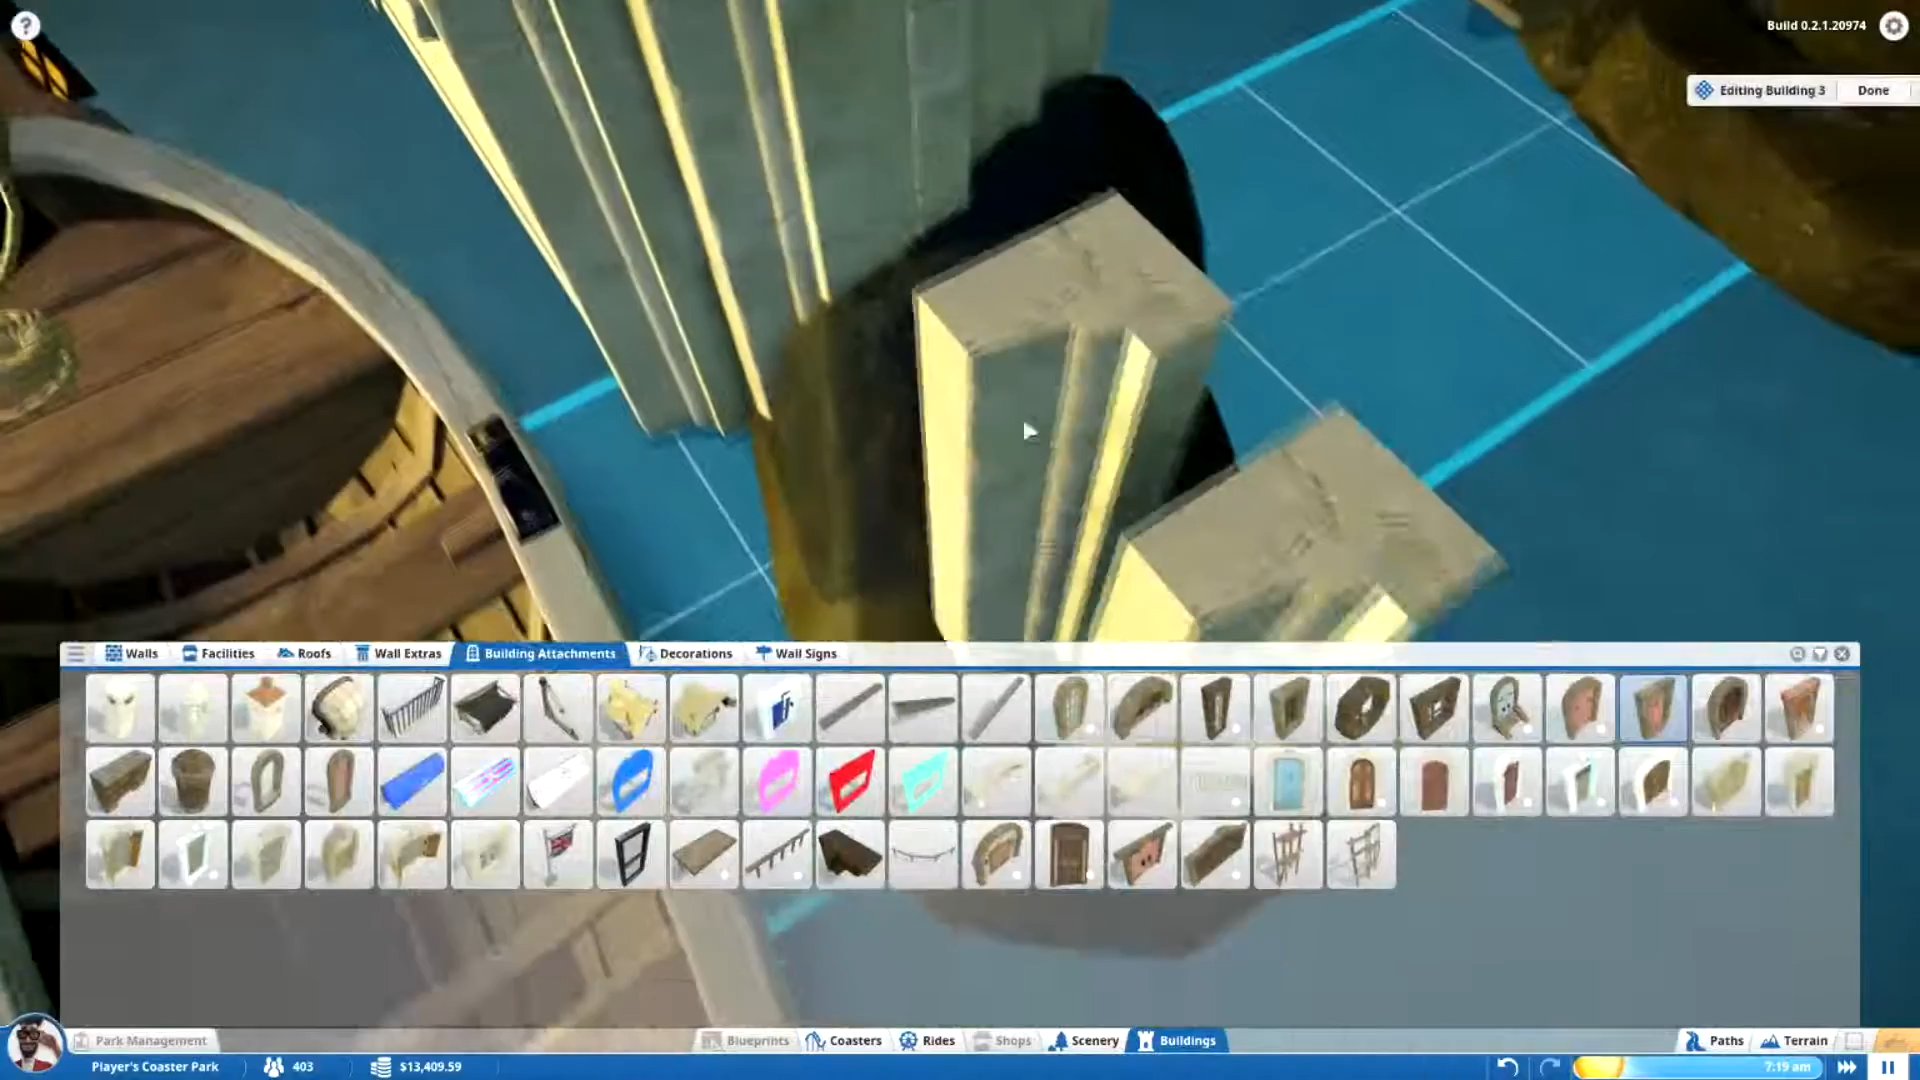 ?
Build 0.2.1.20974
Editing Building 3 Done
Walls Facilities Roofs Wall Extras Building Attachments Decorations Wall Signs
Park Management Blueprints Coasters Rides Shops Scenery Buildings Paths Terrain
Player's Coaster Park 403 $13,409.59 7:19 am